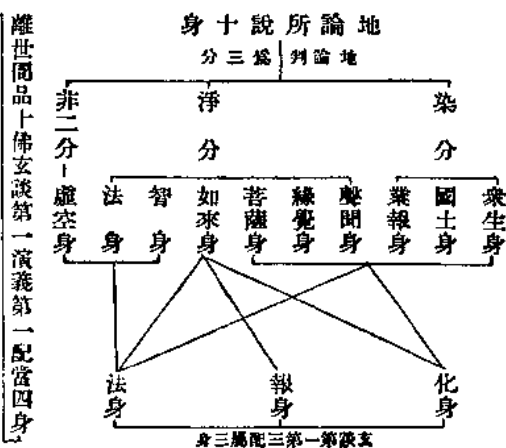 地論所說十身
地論判爲三分
染分
淨分
非二分
衆生身
國土身
業報身
聲聞身
緣覺身
菩薩身
如來身
智身
法身
虛空身
化身
報身
法身
玄談第一第三配屬三身
離世間品十佛玄談第一演義第一配當四身